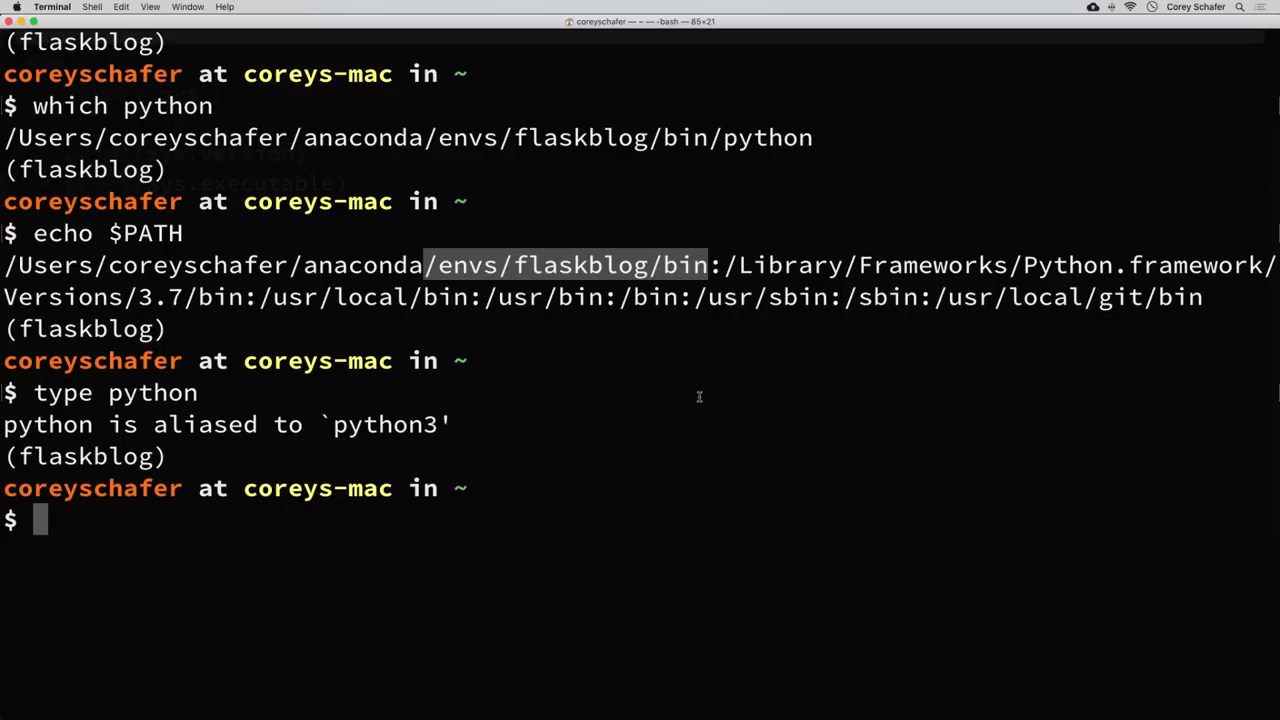 Terminal Shell Edit View Window Help Corey Schafer
coreyschafer — ~ — -bash — 85×21
(flaskblog)
coreyschafer at coreys-mac in ~
$ which python
/Users/coreyschafer/anaconda/envs/flaskblog/bin/python
(flaskblog)
coreyschafer at coreys-mac in ~
$ echo $PATH
/Users/coreyschafer/anaconda/envs/flaskblog/bin:/Library/Frameworks/Python.framework/
Versions/3.7/bin:/usr/local/bin:/usr/bin:/bin:/usr/sbin:/sbin:/usr/local/git/bin
(flaskblog)
coreyschafer at coreys-mac in ~
$ type python
python is aliased to `python3'
(flaskblog)
coreyschafer at coreys-mac in ~
$